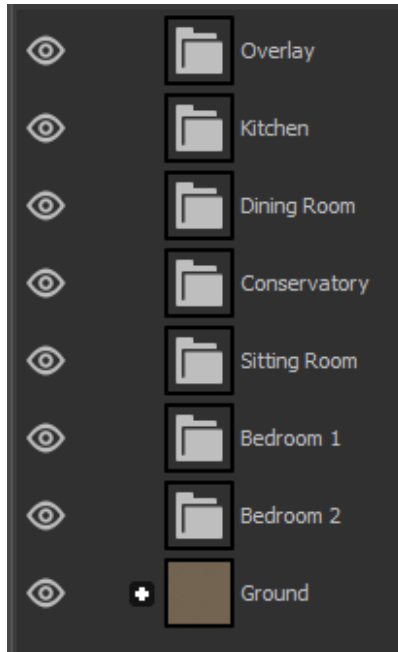 Overlay
Kitchen
Dining Room
Conservatory
Sitting Room
Bedroom 1
Bedroom 2
Ground